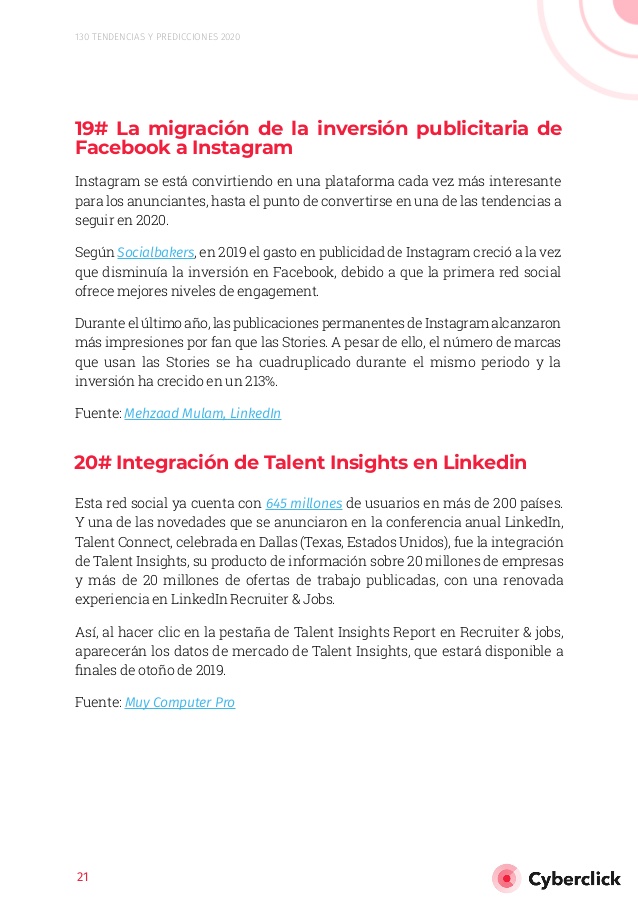 130 TENDENCIAS Y PREDICCIONES 2020
19# La migración de la inversión publicitaria de
Facebook a Instagram
Instagram se está convirtiendo en una plataforma cada vez más interesante
para los anunciantes, hasta el punto de convertirse en una de las tendencias a
seguir en 2020.
Según Socialbakers, en 2019 el gasto en publicidad de Instagram creció a la vez
que disminuía la inversión en Facebook, debido a que la primera red social
ofrece mejores niveles de engagement.
Durante el último año, las publicaciones permanentes de Instagram alcanzaron
más impresiones por fan que las Stories. A pesar de ello, el número de marcas
que usan las Stories se ha cuadruplicado durante el mismo periodo y la
inversión ha crecido en un 213%.
Fuente: Mehzaad Mulam, LinkedIn
20# Integración de Talent Insights en Linkedin
Esta red social ya cuenta con 645 millones de usuarios en más de 200 países.
Y una de las novedades que se anunciaron en la conferencia anual LinkedIn,
Talent Connect, celebrada en Dallas (Texas, Estados Unidos), fue la integración
de Talent Insights, su producto de información sobre 20 millones de empresas
y más de 20 millones de ofertas de trabajo publicadas, con una renovada
experiencia en LinkedIn Recruiter & Jobs.
Así, al hacer clic en la pestaña de Talent Insights Report en Recruiter & jobs,
aparecerán los datos de mercado de Talent Insights, que estará disponible a
finales de otoño de 2019.
Fuente: Muy Computer Pro
21
Cyberclick